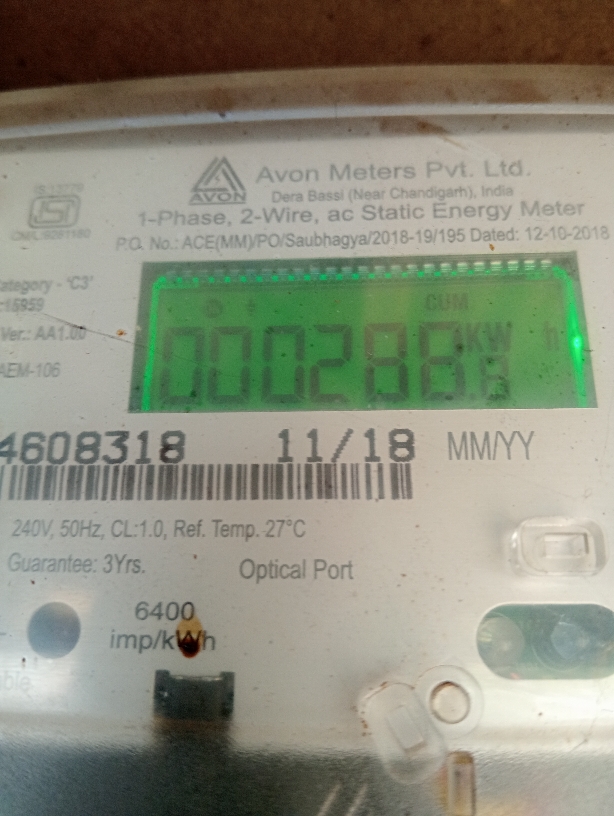 AVON
Avon Meters Pvt. Ltd.
Dera Bassi (Near Chandigarh), India
1-Phase, 2-Wire, ac Static Energy Meter
P.O. No.: ACE(MM)/PO/Saubhagya/2018-19/195 Dated: 12-10-2018
ategory - 'C3'
Ver.: AA1.00
AEM-106
CUM
KW h
4608318 11/18 MM/YY
240V, 50Hz, CL:1.0, Ref. Temp. 27°C
Guarantee: 3Yrs.
Optical Port
6400
imp/kWh